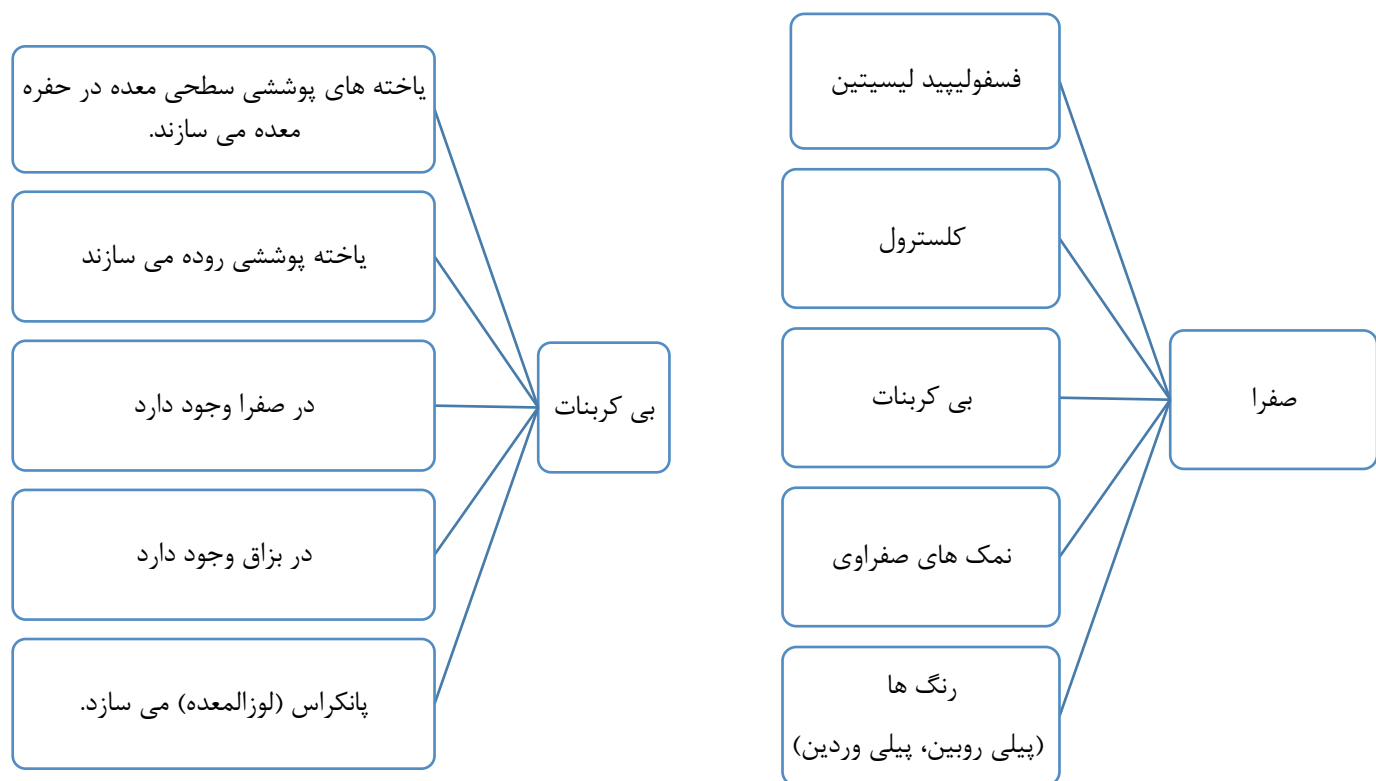 صفرا
فسفولیپید لیسیتین
کلسترول
بی کربنات
نمک های صفراوی
رنگ ها
(پیلی روبین، پیلی وردین)
بی کربنات
یاخته های پوششی سطحی معده در حفره
معده می سازند.
یاخته پوششی روده می سازند
در صفرا وجود دارد
در بزاق وجود دارد
پانکراس (لوزالمعده) می سازد.